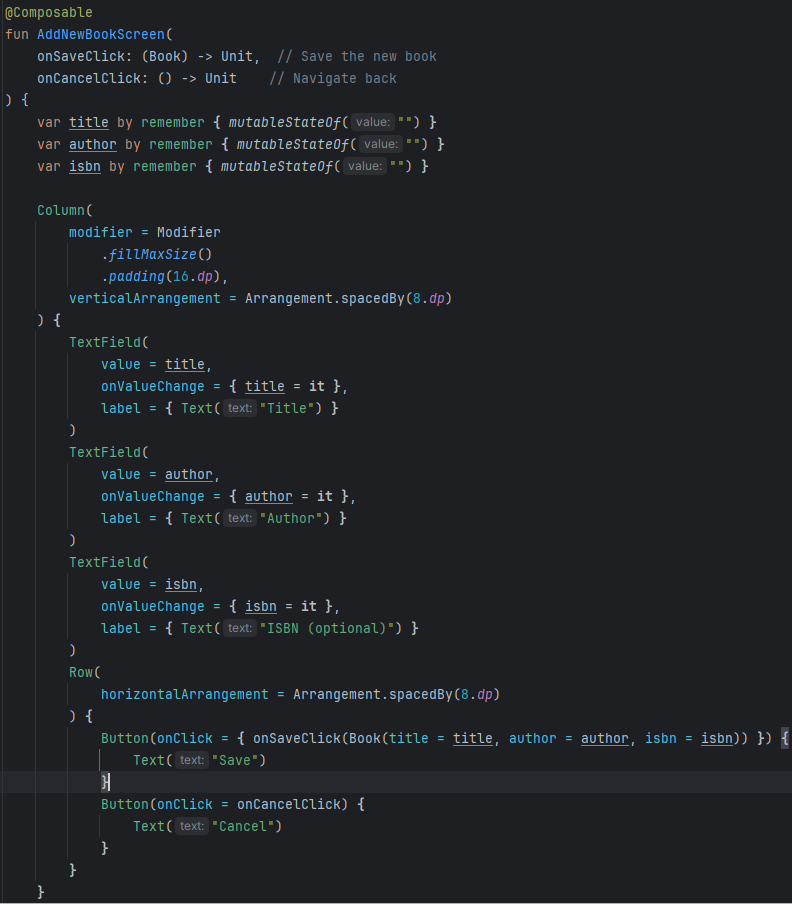 @Composable
fun AddNewBookScreen(
    onSaveClick: (Book) -> Unit,  // Save the new book
    onCancelClick: () -> Unit    // Navigate back
) {
    var title by remember { mutableStateOf( value: "") }
    var author by remember { mutableStateOf( value: "") }
    var isbn by remember { mutableStateOf( value: "") }

    Column(
        modifier = Modifier
            .fillMaxSize()
            .padding(16.dp),
        verticalArrangement = Arrangement.spacedBy(8.dp)
    ) {
        TextField(
            value = title,
            onValueChange = { title = it },
            label = { Text( text: "Title") }
        )
        TextField(
            value = author,
            onValueChange = { author = it },
            label = { Text( text: "Author") }
        )
        TextField(
            value = isbn,
            onValueChange = { isbn = it },
            label = { Text( text: "ISBN (optional)") }
        )
        Row(
            horizontalArrangement = Arrangement.spacedBy(8.dp)
        ) {
            Button(onClick = { onSaveClick(Book(title = title, author = author, isbn = isbn)) }) {
                Text( text: "Save")
            }
            Button(onClick = onCancelClick) {
                Text( text: "Cancel")
            }
        }
    }